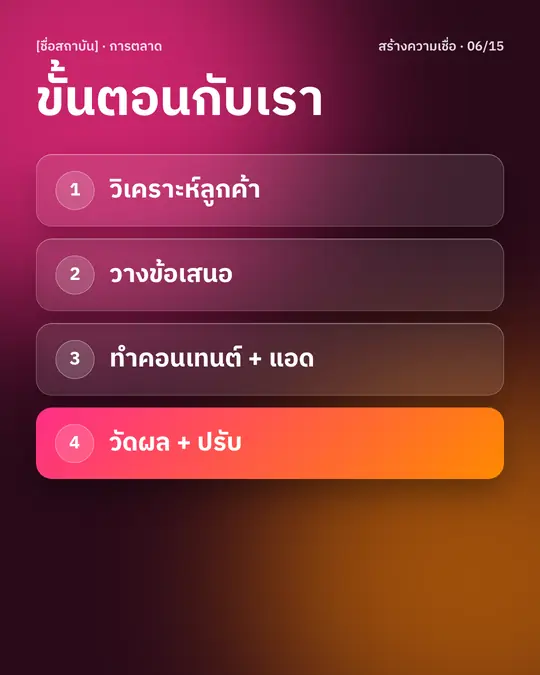 [ชื่อสถาบัน] · การตลาด
สร้างความเชื่อ · 06/15
ขั้นตอนกับเรา
1 วิเคราะห์ลูกค้า
2 วางข้อเสนอ
3 ทำคอนเทนต์ + แอด
4 วัดผล + ปรับ